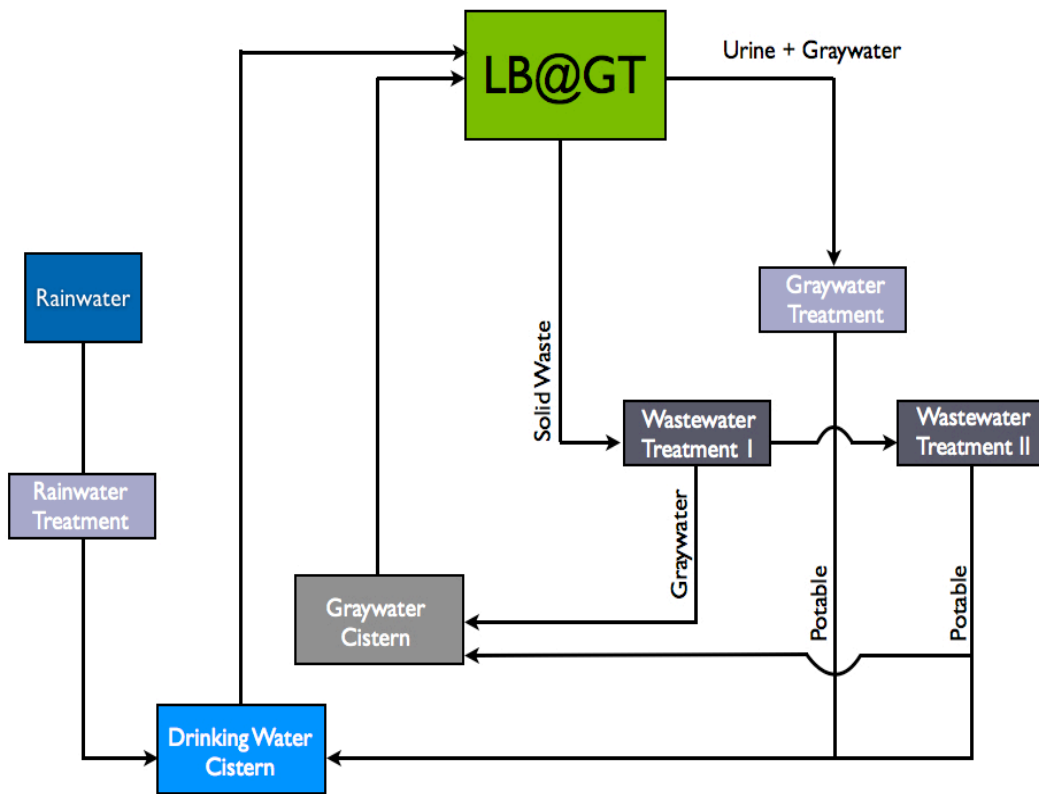 LB@GT
Urine + Graywater
Rainwater
Graywater
Treatment
Solid Waste
Wastewater
Treatment I
Wastewater
Treatment II
Rainwater
Treatment
Graywater
Potable
Potable
Graywater
Cistern
Drinking Water
Cistern